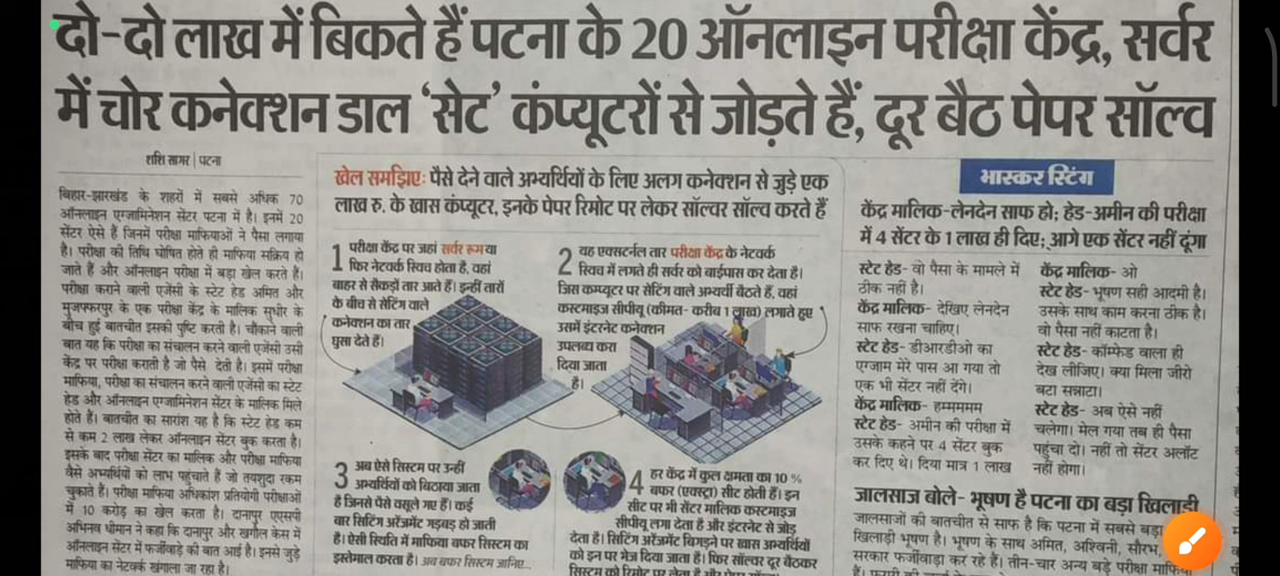 दो-दो लाख में बिकते हैं पटना के 20 ऑनलाइन परीक्षा केंद्र, सर्वर
में चोर कनेक्शन डाल ‘सेट’ कंप्यूटरों से जोड़ते हैं, दूर बैठ पेपर सॉल्व
शशि सागर | पटना
बिहार-झारखंड के शहरों में सबसे अधिक 70
ऑनलाइन एग्जामिनेशन सेंटर पटना में है। इनमें 20
सेंटर ऐसे हैं जिनमें परीक्षा माफियाओं ने पैसा लगाया
है। परीक्षा की तिथि घोषित होते ही माफिया सक्रिय हो
जाते हैं और ऑनलाइन परीक्षा में बड़ा खेल करते हैं।
परीक्षा कराने वाली एजेंसी के स्टेट हेड अमित और
मुजफ्फरपुर के एक परीक्षा केंद्र के मालिक सुधीर के
बीच हुई बातचीत इसकी पुष्टि करती है। चौंकाने वाली
बात यह कि परीक्षा का संचालन करने वाली एजेंसी उसी
केंद्र पर परीक्षा कराती है जो पैसे देती है। इसमें परीक्षा
माफिया, परीक्षा का संचालन करने वाली एजेंसी का स्टेट
हेड और ऑनलाइन एग्जामिनेशन सेंटर के मालिक मिले
होते हैं। बातचीत का सारांश यह है कि स्टेट हेड कम
से कम 2 लाख लेकर ऑनलाइन सेंटर बुक करता है।
इसके बाद परीक्षा सेंटर का मालिक और परीक्षा माफिया
वैसे अभ्यर्थियों को लाभ पहुंचाते हैं जो तयशुदा रकम
चुकाते हैं। परीक्षा माफिया अधिकांश प्रतियोगी परीक्षाओं
में 10 करोड़ का खेल करता है। दानापुर एएसपी
अभिनव धीमान ने कहा कि दानापुर और खगौल केस में
ऑनलाइन सेंटर में फर्जीवाड़े की बात आई है। इनसे जुड़े
माफिया का नेटवर्क खंगाला जा रहा है।
खेल समझिए: पैसे देने वाले अभ्यर्थियों के लिए अलग कनेक्शन से जुड़े एक
लाख रु. के खास कंप्यूटर, इनके पेपर रिमोट पर लेकर सॉल्वर सॉल्व करते हैं
1 परीक्षा केंद्र पर जहां सर्वर रूम या
फिर नेटवर्क स्विच होता है, वहां
बाहर से सैकड़ों तार आते हैं। इन्हीं तारों
के बीच से सेटिंग वाले
कनेक्शन का तार
घुसा देते हैं।
2 यह एक्सटर्नल तार परीक्षा केंद्र के नेटवर्क
स्विच में लगते ही सर्वर को बाईपास कर देता है।
जिस कम्प्यूटर पर सेटिंग वाले अभ्यर्थी बैठते हैं, वहां
कस्टमाइज सीपीयू (कीमत- करीब 1 लाख) लगाते हुए
उसमें इंटरनेट कनेक्शन
उपलब्ध करा
दिया जाता
है।
3 अब ऐसे सिस्टम पर उन्हीं
अभ्यर्थियों को बिठाया जाता
है जिनसे पैसे वसूले गए हैं। कई
बार सिटिंग अरेंजमेंट गड़बड़ हो जाती
है। ऐसी स्थिति में माफिया बफर सिस्टम का
इस्तेमाल करता है। अब बफर सिस्टम जानिए...
4 हर केंद्र में कुल क्षमता का 10 %
बफर (एक्स्ट्रा) सीट होती हैं। इन
सीट पर भी सेंटर मालिक कस्टमाइज
सीपीयू लगा देता है और इंटरनेट से जोड़
देता है। सिटिंग अरेंजमेंट बिगड़ने पर खास अभ्यर्थियों
को इन पर भेज दिया जाता है। फिर सॉल्वर दूर बैठकर
सिस्टम को रिमोट पर लेता है और पेपर
भास्कर स्टिंग
केंद्र मालिक-लेनदेन साफ हो; हेड-अमीन की परीक्षा
में 4 सेंटर के 1 लाख ही दिए; आगे एक सेंटर नहीं दूंगा
स्टेट हेड- वो पैसा के मामले में
ठीक नहीं है।
केंद्र मालिक- देखिए लेनदेन
साफ रखना चाहिए।
स्टेट हेड- डीआरडीओ का
एग्जाम मेरे पास आ गया तो
एक भी सेंटर नहीं देंगे।
केंद्र मालिक- हम्मममम
स्टेट हेड- अमीन की परीक्षा में
उसके कहने पर 4 सेंटर बुक
कर दिए थे। दिया मात्र 1 लाख
केंद्र मालिक- ओ
स्टेट हेड- भूषण सही आदमी है।
उसके साथ काम करना ठीक है।
वो पैसा नहीं काटता है।
स्टेट हेड- कॉम्फेड वाला ही
देख लीजिए। क्या मिला जीरो
बटा सन्नाटा।
स्टेट हेड- अब ऐसे नहीं
चलेगा। मेल गया तब ही पैसा
पहुंचा दो। नहीं तो सेंटर अलॉट
नहीं होगा।
जालसाज बोले- भूषण है पटना का बड़ा खिलाड़ी
जालसाजों की बातचीत से साफ है कि पटना में सबसे बड़ा
खिलाड़ी भूषण है। भूषण के साथ अमित, अश्विनी, सौरभ,
सरकार फर्जीवाड़ा कर रहे हैं। तीन-चार अन्य बड़े परीक्षा माफिया